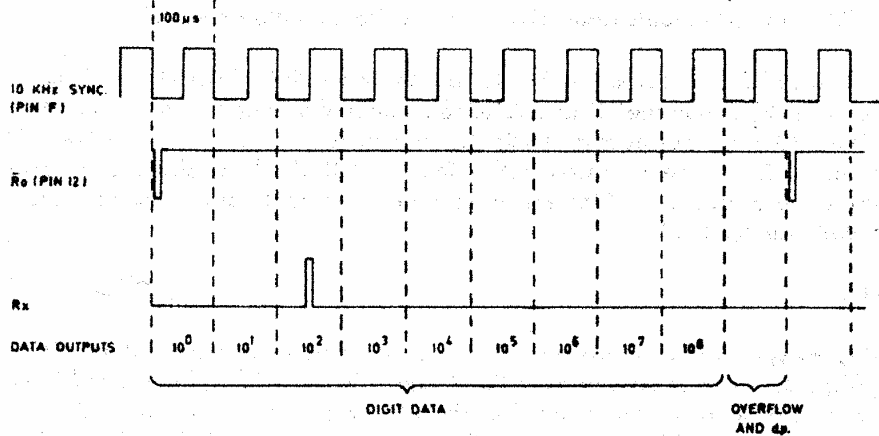 100µs
10 KHz SYNC.
(PIN F)
R̄o (PIN 12)
Rx
DATA OUTPUTS 10⁰ 10¹ 10² 10³ 10⁴ 10⁵ 10⁶ 10⁷ 10⁸
DIGIT DATA
OVERFLOW
AND dp.